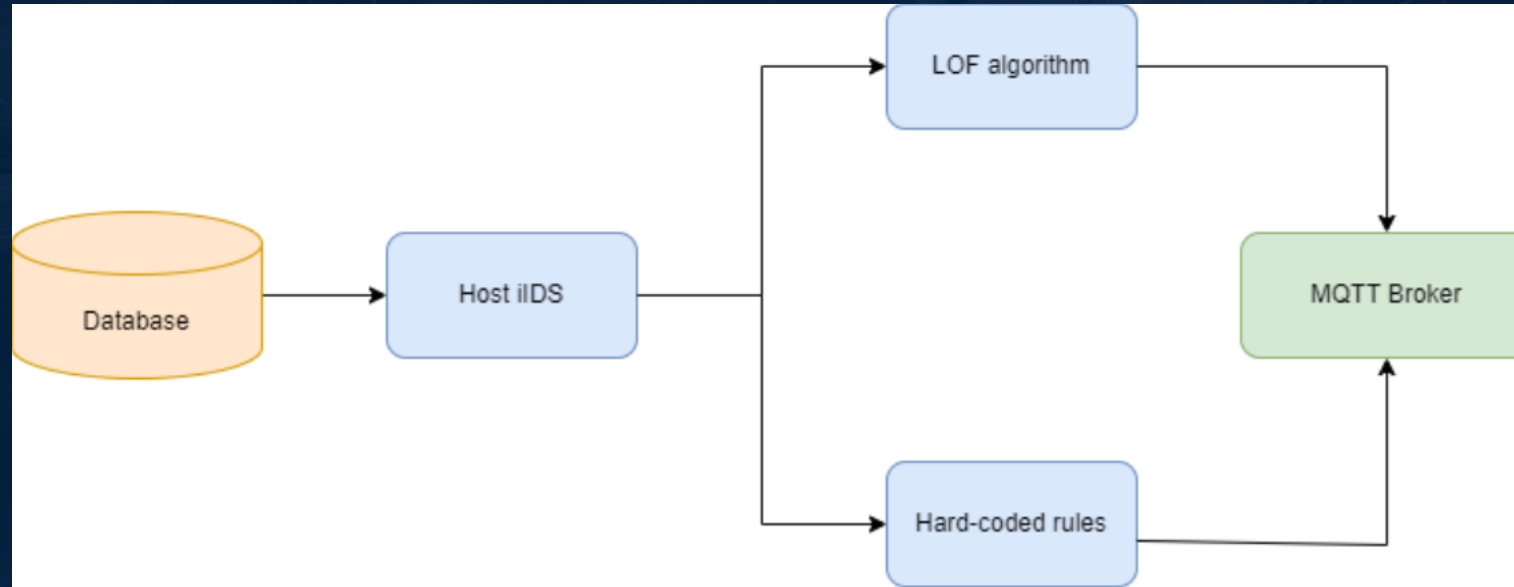 LOF algorithm
Database
Host iIDS
MQTT Broker
Hard-coded rules